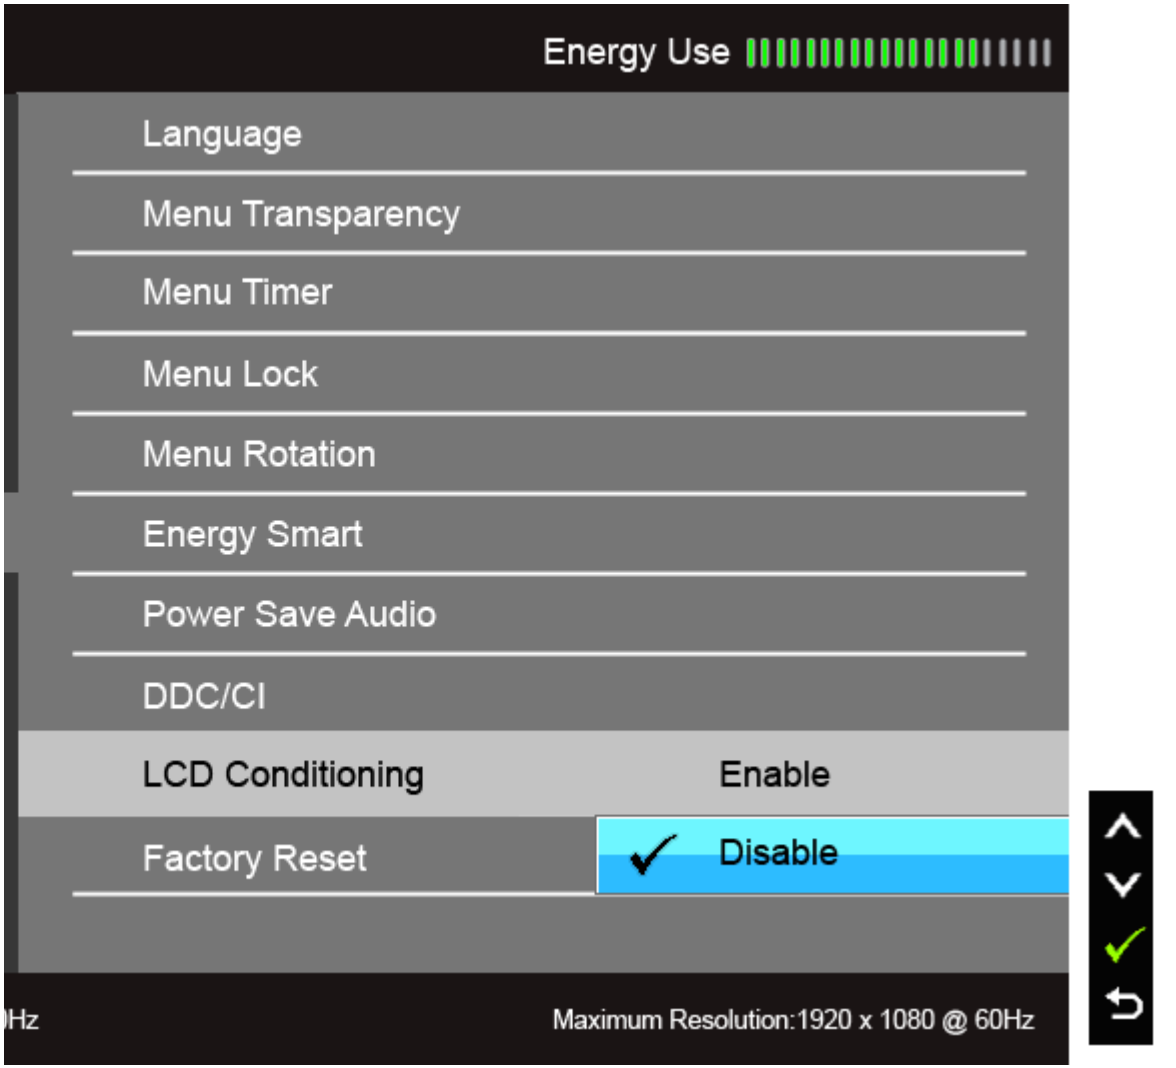 Energy Use
Language
Menu Transparency
Menu Timer
Menu Lock
Menu Rotation
Energy Smart
Power Save Audio
DDC/CI
LCD Conditioning Enable
Factory Reset Disable
Hz Maximum Resolution:1920 x 1080 @ 60Hz